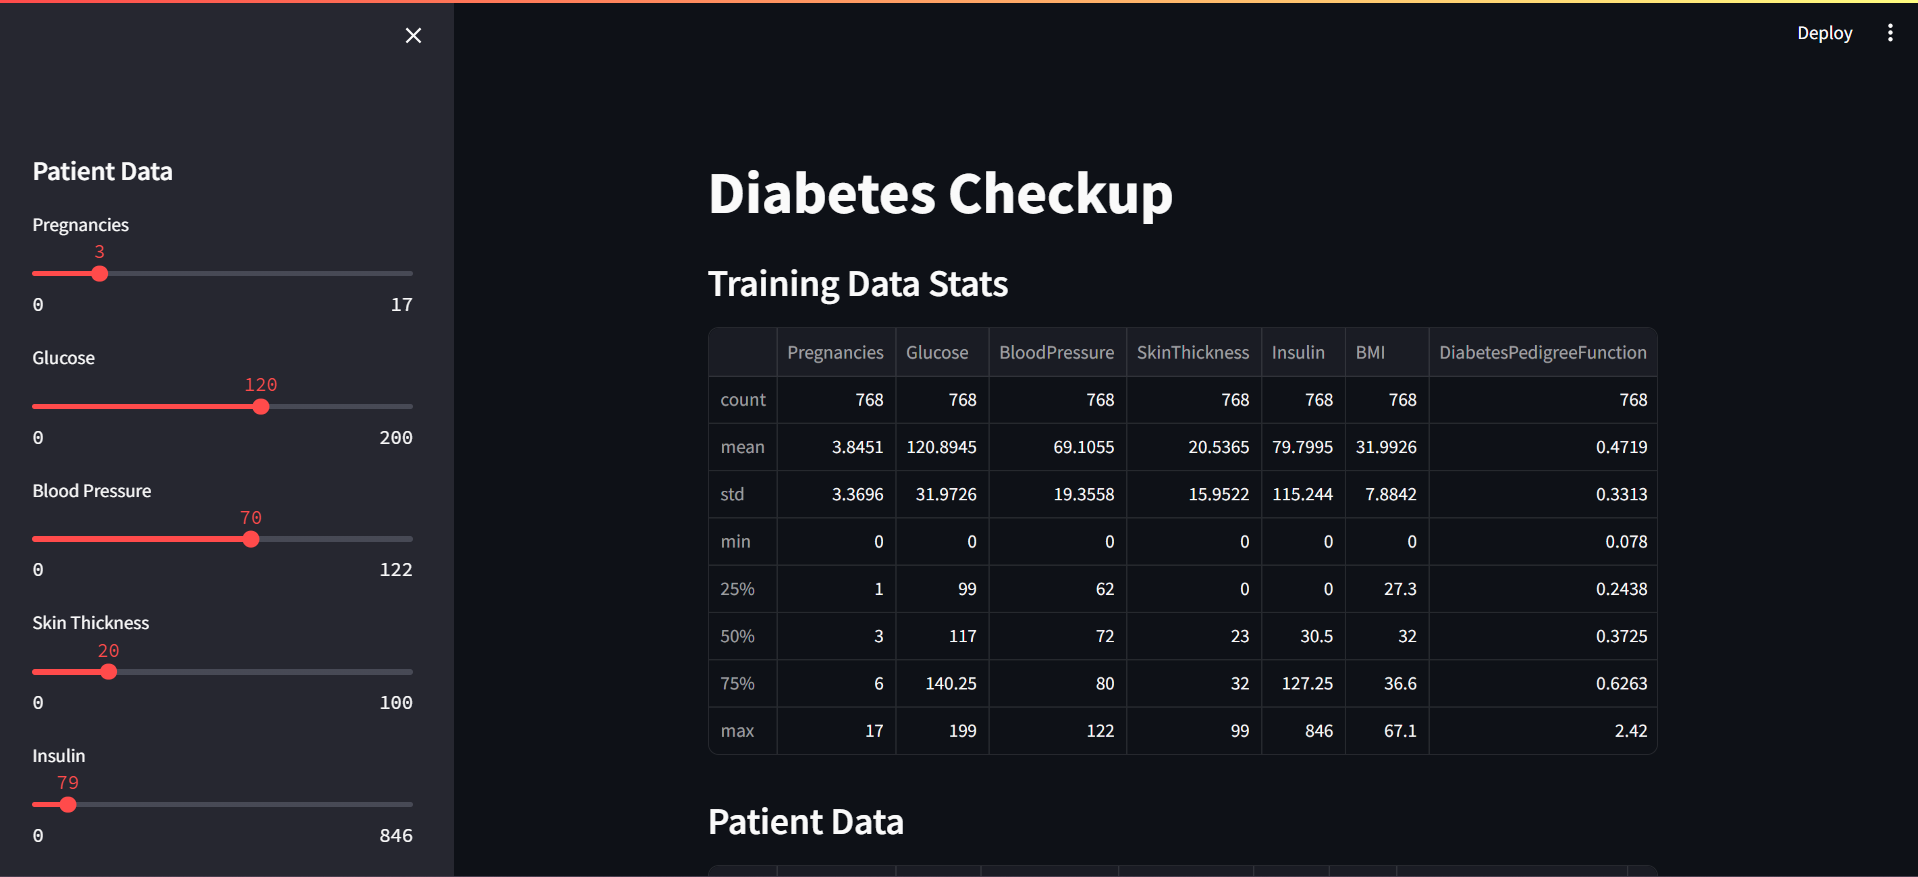 Deploy
Patient Data
Pregnancies
3
0 17
Glucose
120
0 200
Blood Pressure
70
0 122
Skin Thickness
20
0 100
Insulin
79
0 846
Diabetes Checkup
Training Data Stats
Pregnancies Glucose BloodPressure SkinThickness Insulin BMI DiabetesPedigreeFunction
count 768 768 768 768 768 768 768
mean 3.8451 120.8945 69.1055 20.5365 79.7995 31.9926 0.4719
std 3.3696 31.9726 19.3558 15.9522 115.244 7.8842 0.3313
min 0 0 0 0 0 0 0.078
25% 1 99 62 0 0 27.3 0.2438
50% 3 117 72 23 30.5 32 0.3725
75% 6 140.25 80 32 127.25 36.6 0.6263
max 17 199 122 99 846 67.1 2.42
Patient Data